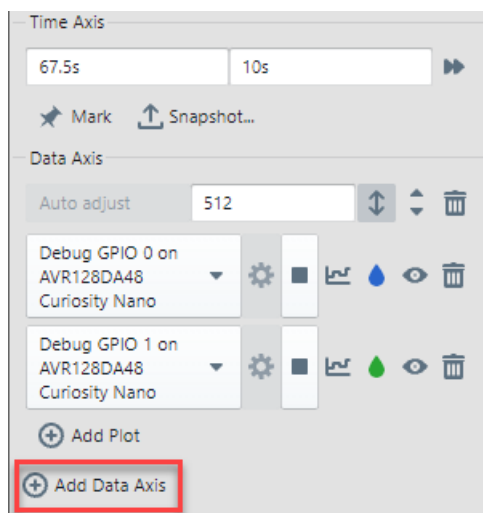 Time Axis
67.5s 10s
Mark Snapshot...
Data Axis
Auto adjust 512
Debug GPIO 0 on
AVR128DA48
Curiosity Nano
Debug GPIO 1 on
AVR128DA48
Curiosity Nano
Add Plot
Add Data Axis